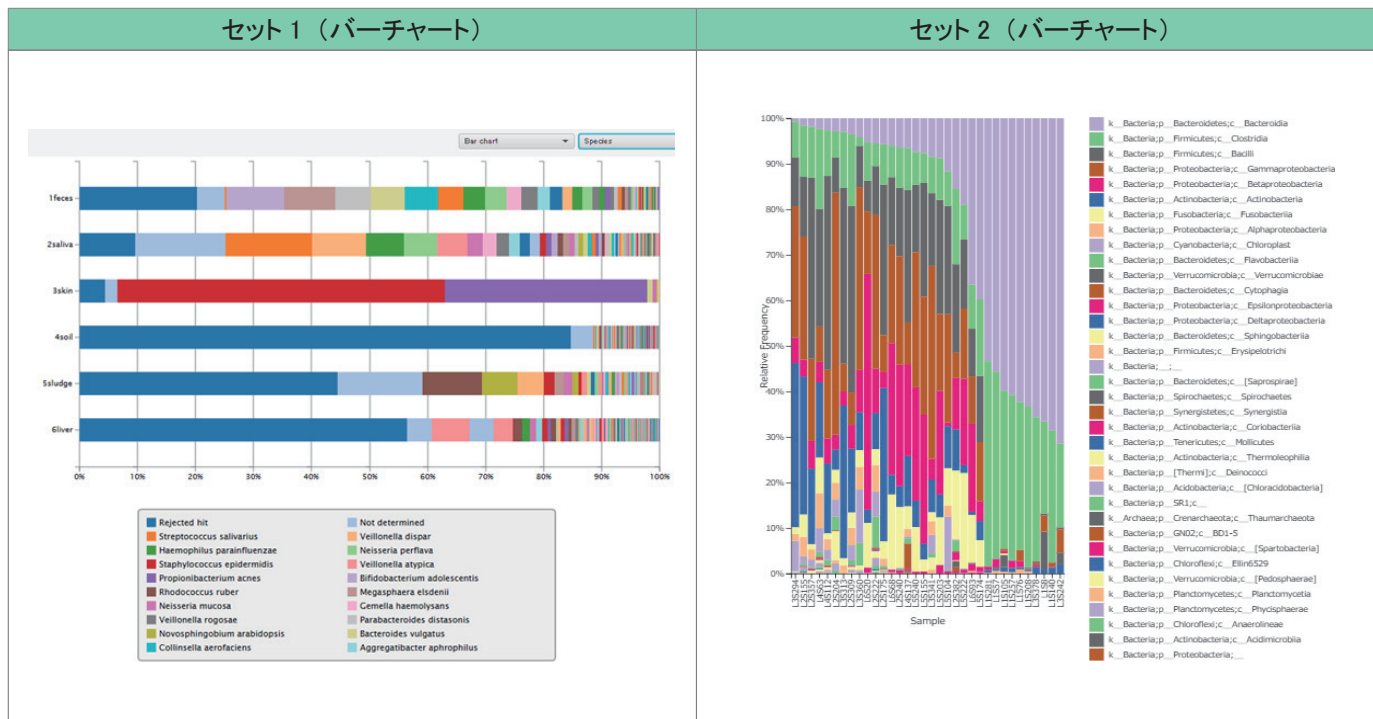 セット 1 （バーチャート）
セット 2 （バーチャート）
Bar chart
Species
1feces
2saliva
3skin
4soil
5sludge
6liver
0% 10% 20% 30% 40% 50% 60% 70% 80% 90% 100%
Rejected hit
Not determined
Streptococcus salivarius
Veillonella dispar
Haemophilus parainfluenzae
Neisseria perflava
Staphylococcus epidermidis
Veillonella atypica
Propionibacterium acnes
Bifidobacterium adolescentis
Rhodococcus ruber
Megasphaera elsdenii
Neisseria mucosa
Gemella haemolysans
Veillonella rogosae
Parabacteroides distasonis
Novosphingobium arabidopsis
Bacteroides vulgatus
Collinsella aerofaciens
Aggregatibacter aphrophilus
100%
90%
80%
70%
60%
50%
40%
30%
20%
10%
0%
Relative Frequency
Sample
k__Bacteria;p__Bacteroidetes;c__Bacteroidia
k__Bacteria;p__Firmicutes;c__Clostridia
k__Bacteria;p__Firmicutes;c__Bacilli
k__Bacteria;p__Proteobacteria;c__Gammaproteobacteria
k__Bacteria;p__Proteobacteria;c__Betaproteobacteria
k__Bacteria;p__Actinobacteria;c__Actinobacteria
k__Bacteria;p__Fusobacteria;c__Fusobacteriia
k__Bacteria;p__Proteobacteria;c__Alphaproteobacteria
k__Bacteria;p__Cyanobacteria;c__Chloroplast
k__Bacteria;p__Bacteroidetes;c__Flavobacteriia
k__Bacteria;p__Verrucomicrobia;c__Verrucomicrobiae
k__Bacteria;p__Bacteroidetes;c__Cytophagia
k__Bacteria;p__Proteobacteria;c__Epsilonproteobacteria
k__Bacteria;p__Proteobacteria;c__Deltaproteobacteria
k__Bacteria;p__Bacteroidetes;c__Sphingobacteriia
k__Bacteria;p__Firmicutes;c__Erysipelotrichi
k__Bacteria;__;__
k__Bacteria;p__Bacteroidetes;c__[Saprospirae]
k__Bacteria;p__Spirochaetes;c__Spirochaetes
k__Bacteria;p__Synergistetes;c__Synergistia
k__Bacteria;p__Actinobacteria;c__Coriobacteriia
k__Bacteria;p__Tenericutes;c__Mollicutes
k__Bacteria;p__Actinobacteria;c__Thermoleophilia
k__Bacteria;p__[Thermi];c__Deinococci
k__Bacteria;p__Acidobacteria;c__[Chloracidobacteria]
k__Bacteria;p__SR1;c__
k__Archaea;p__Crenarchaeota;c__Thaumarchaeota
k__Bacteria;p__GN02;c__BD1-5
k__Bacteria;p__Verrucomicrobia;c__[Spartobacteria]
k__Bacteria;p__Chloroflexi;c__Ellin6529
k__Bacteria;p__Verrucomicrobia;c__[Pedosphaerae]
k__Bacteria;p__Planctomycetes;c__Planctomycetia
k__Bacteria;p__Planctomycetes;c__Phycisphaerae
k__Bacteria;p__Chloroflexi;c__Anaerolineae
k__Bacteria;p__Actinobacteria;c__Acidimicrobiia
k__Bacteria;p__Proteobacteria;__